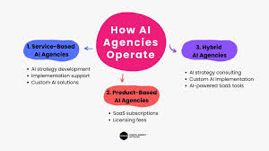 How AI
Agencies
Operate
1. Service-Based
AI Agencies
AI strategy development
Implementation support
Custom AI solutions
2. Product-Based
AI Agencies
SaaS subscriptions
Licensing fees
3. Hybrid
AI Agencies
AI strategy consulting
Custom AI implementation
AI-powered SaaS tools